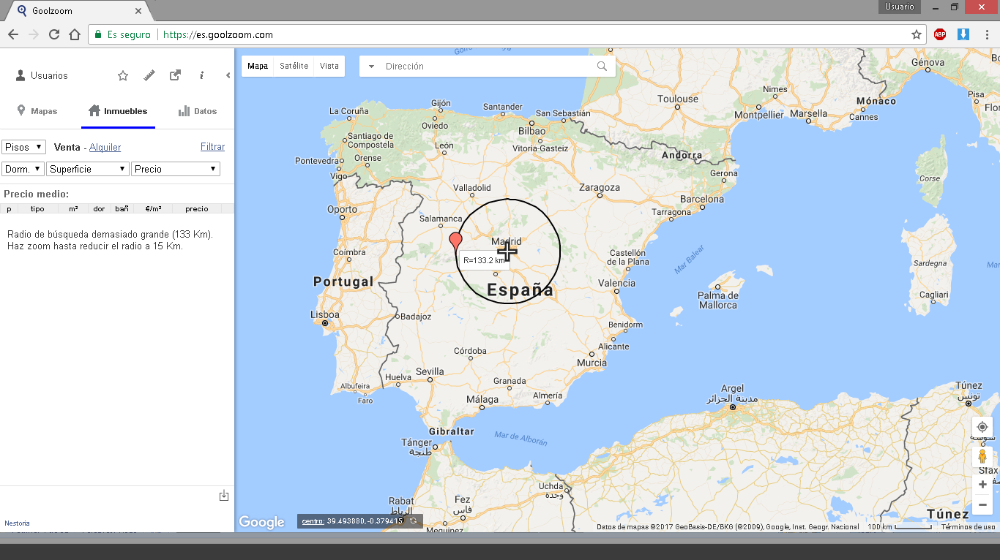 Goolzoom
Usuario
Es seguro
https://es.goolzoom.com
ABP
Usuarios
Mapas
Inmuebles
Datos
Pisos
Venta - Alquiler
Filtrar
Dorm.
Superficie
Precio
Precio medio:
p tipo m² dor bañ €/m² precio
Radio de búsqueda demasiado grande (133 Km).
Haz zoom hasta reducir el radio a 15 Km.
Nestoria
Mapa
Satélite
Vista
Dirección
Génova
Nimes
Pisa
Toulouse
Mónaco
Montpellier
Marsella
Cannes
Gijón
Santander
La Coruña
San Sebastián
Oviedo
Bilbao
Santiago de
Compostela
León
Vitoria-Gasteiz
Andorra
Pontevedra
Orense
Vigo
Gerona
Corse
Valladolid
Zaragoza
Barcelona
Oporto
Salamanca
Tarragona
Madrid
R=133.2 km
Coímbra
Castellón
de la Plana
Mar Balear
Sardegna
Portugal
España
Valencia
Palma de
Mallorca
Cagliari
Lisboa
Badajoz
Benidorm
Alicante
Córdoba
Murcia
Huelva
Sevilla
Granada
Albufeira
Faro
Málaga
Almería
Argel
مدينة الجزائر
Túnez
تونس
Gibraltar
Mar de Alborán
Tánger
طنجة
Uchda
وجدة
Rabat
الرباط
Fez
فاس
Túnez
Google
centro: 39.493880,-0.379415
Datos de mapas ©2017 GeoBasis-DE/BKG (©2009), Google, Inst. Geogr. Nacional
100 km
Términos de uso